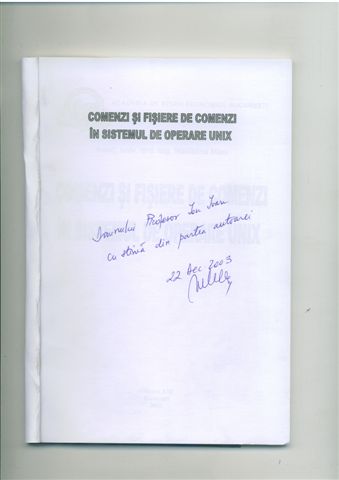 COMENZI ŞI FIŞIERE DE COMENZI
ÎN SISTEMUL DE OPERARE UNIX
Domnului Profesor Ion Ivan
cu stimă din partea autoarei
22 Dec 2003